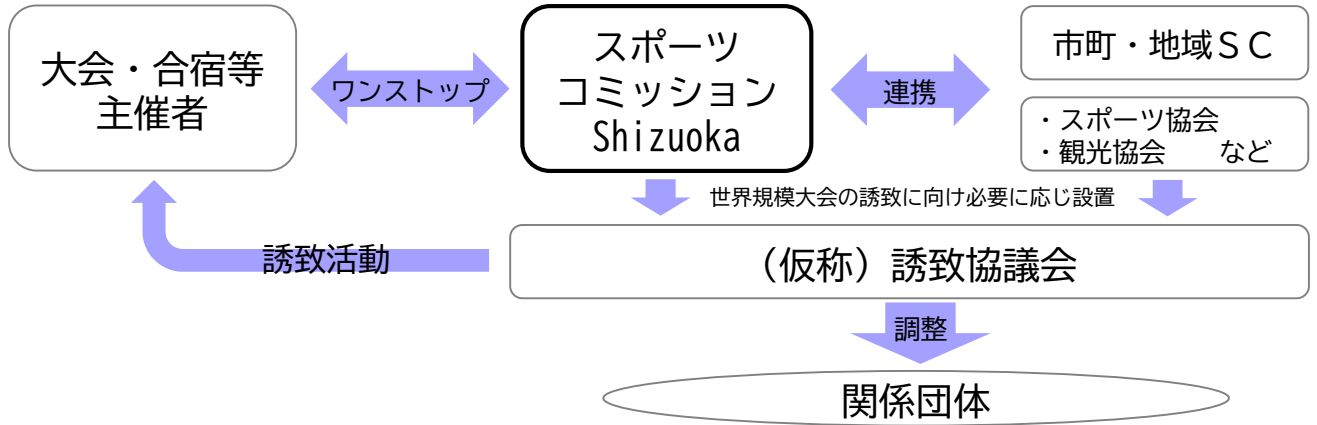 大会・合宿等
主催者
ワンストップ
スポーツ
コミッション
Shizuoka
連携
市町・地域ＳＣ
・スポーツ協会
・観光協会　　など
世界規模大会の誘致に向け必要に応じ設置
誘致活動
（仮称）誘致協議会
調整
関係団体